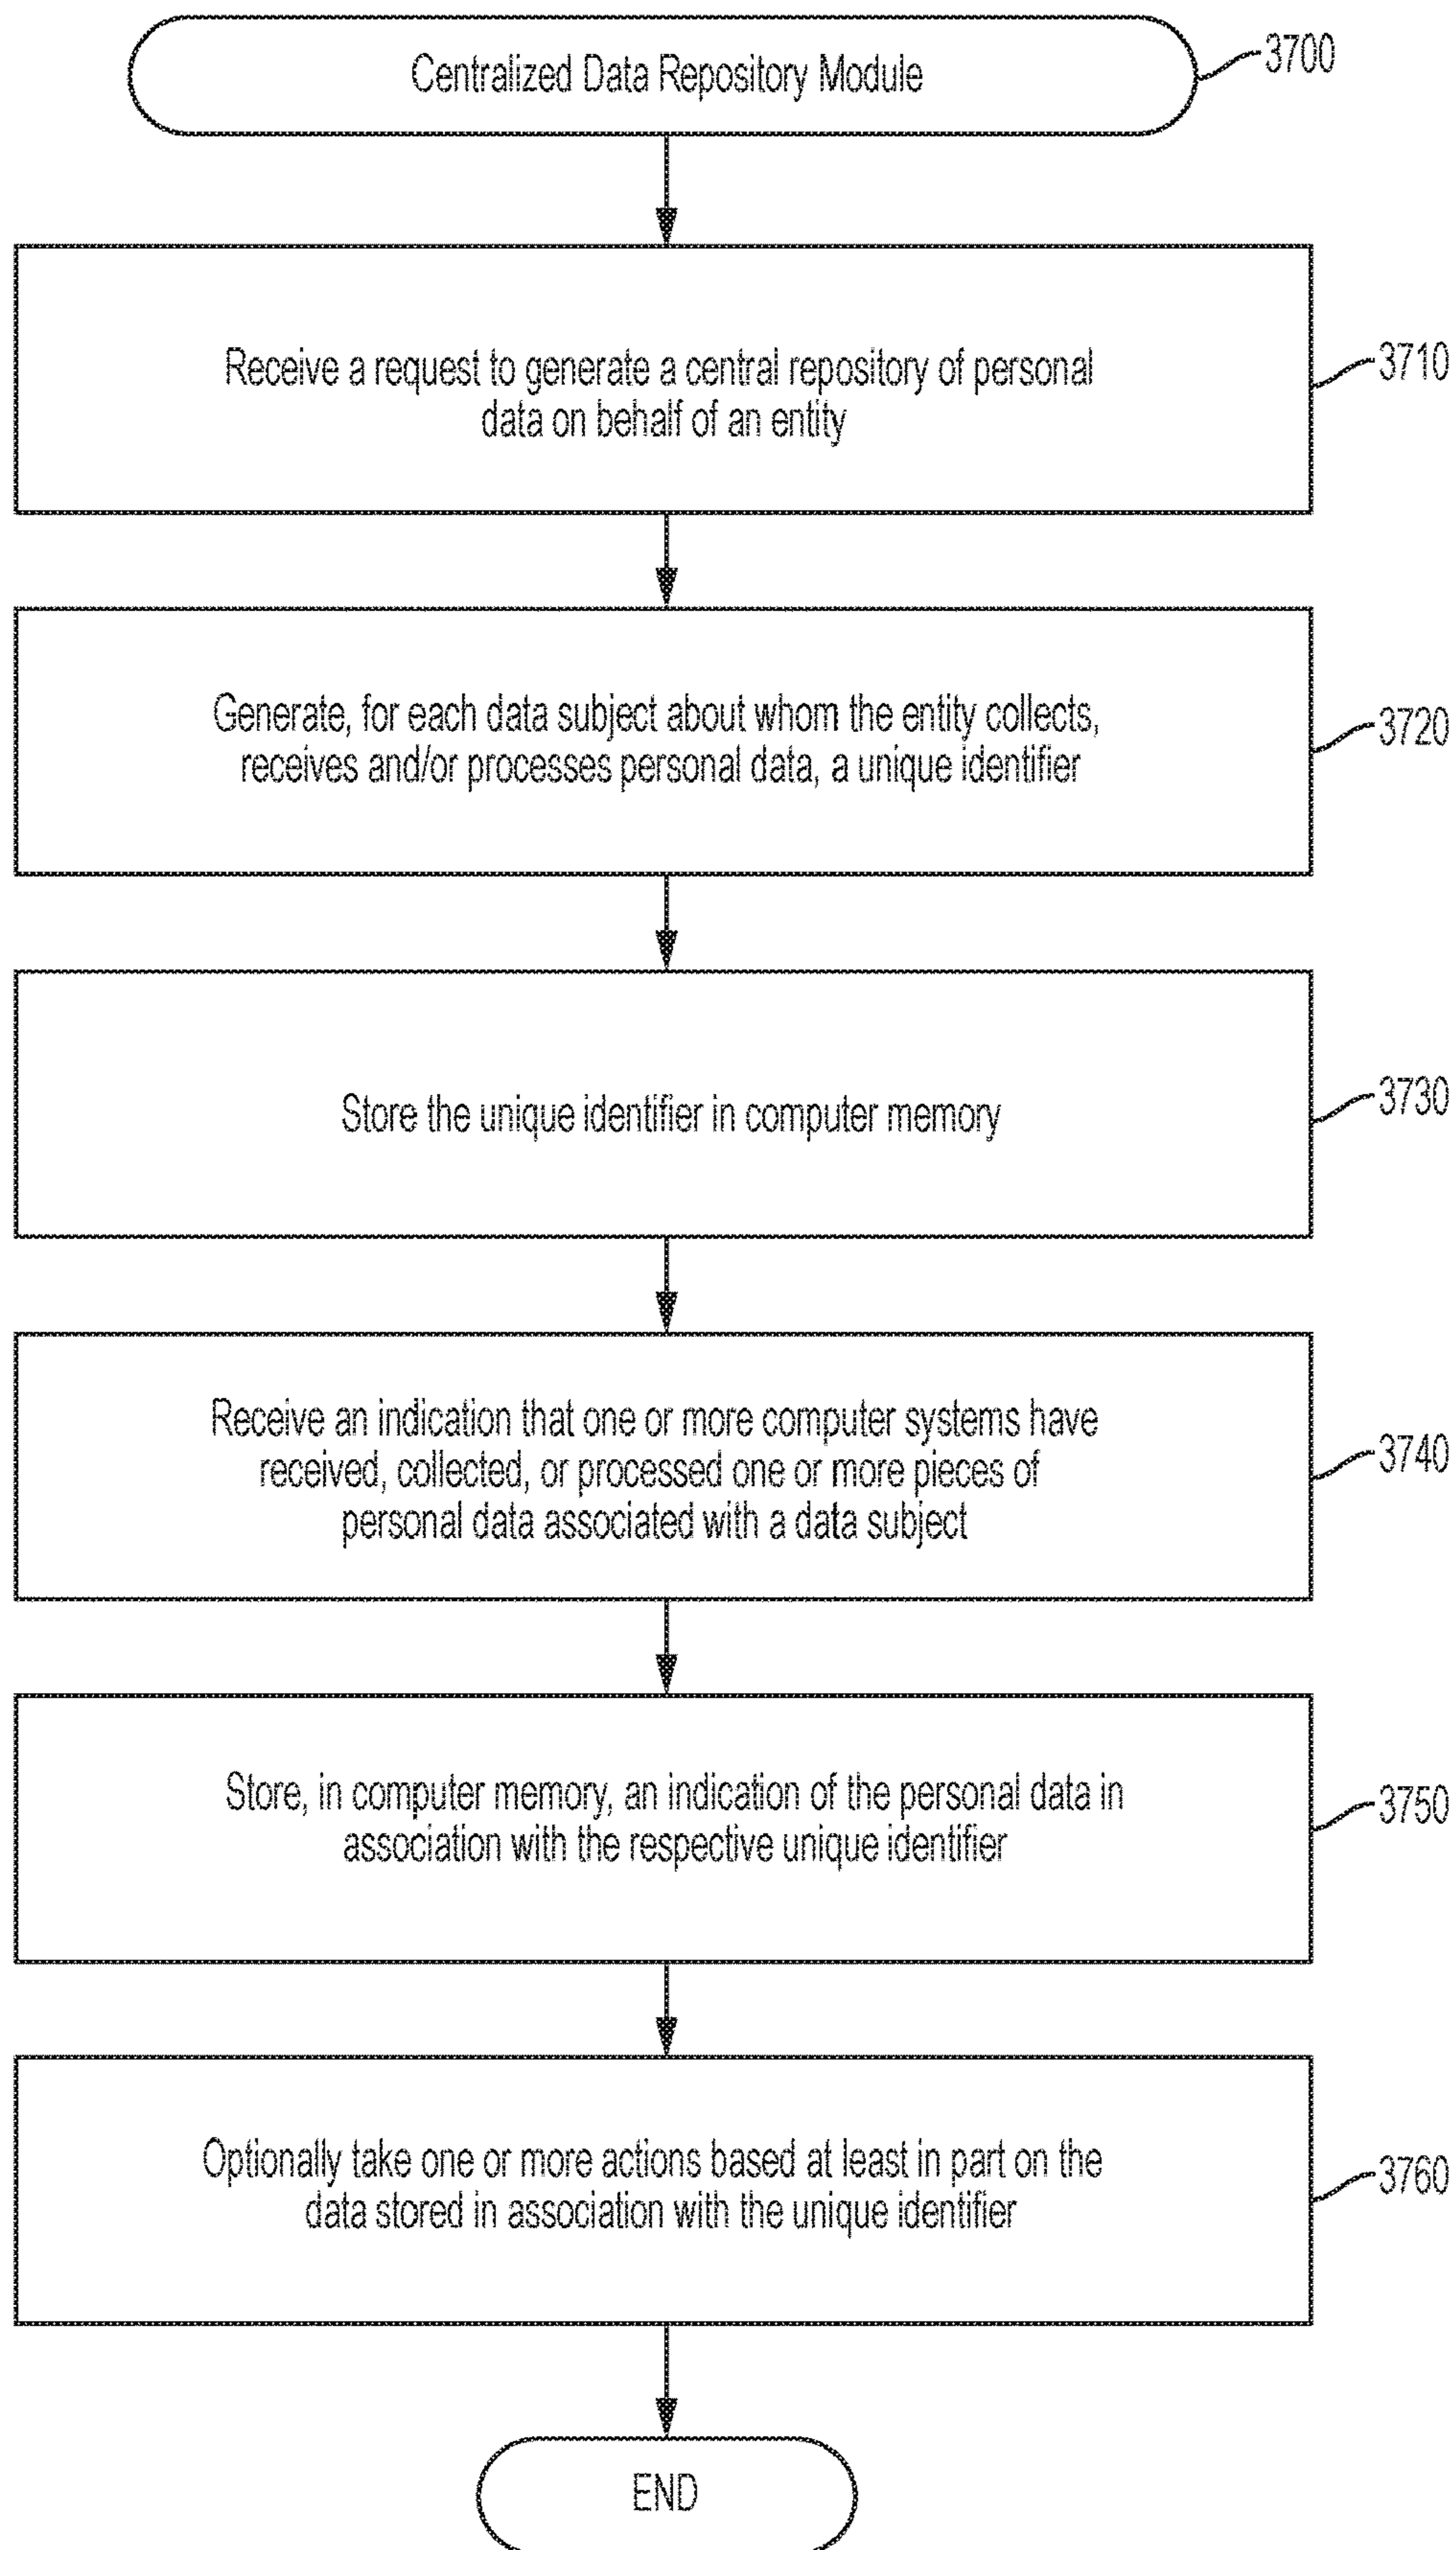 Centralized Data Repository Module
3700
Receive a request to generate a central repository of personal
data on behalf of an entity
3710
Generate, for each data subject about whom the entity collects,
receives and/or processes personal data, a unique identifier
3720
Store the unique identifier in computer memory
3730
Receive an indication that one or more computer systems have
received, collected, or processed one or more pieces of
personal data associated with a data subject
3740
Store, in computer memory, an indication of the personal data in
association with the respective unique identifier
3750
Optionally take one or more actions based at least in part on the
data stored in association with the unique identifier
3760
END